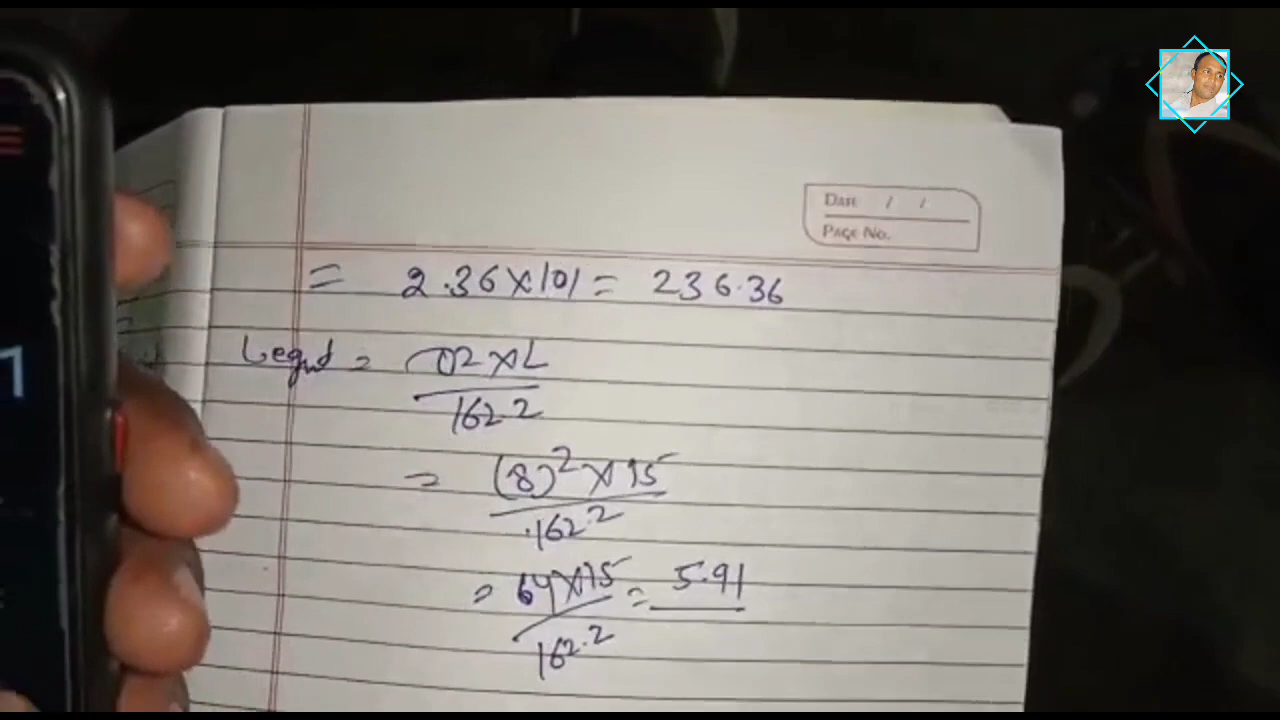 Date / /
Page No.
= 2.36×101 = 236.36
= D2×L
162.2
= (8)²×15
162.2
= 64×15 = 5.91
162.2